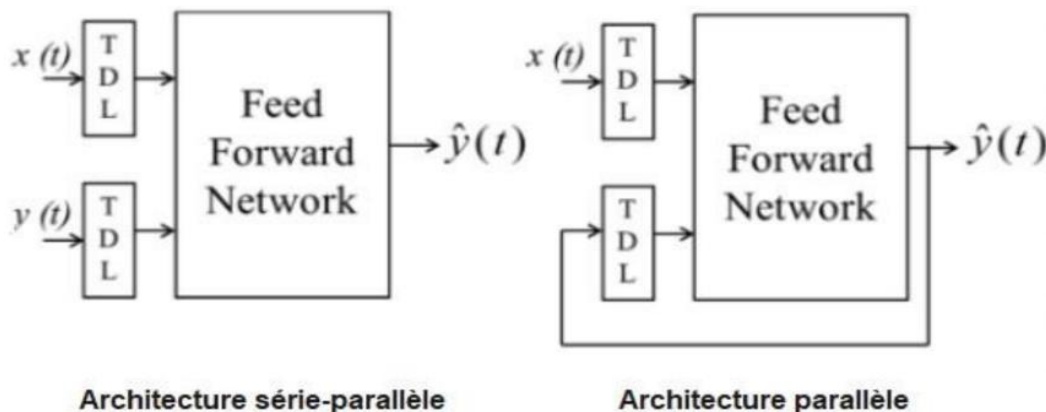 x (t)
T
D
L
y (t)
T
D
L
Feed
Forward
Network
ŷ(t)
Architecture série-parallèle
x (t)
T
D
L
T
D
L
Feed
Forward
Network
ŷ(t)
Architecture parallèle